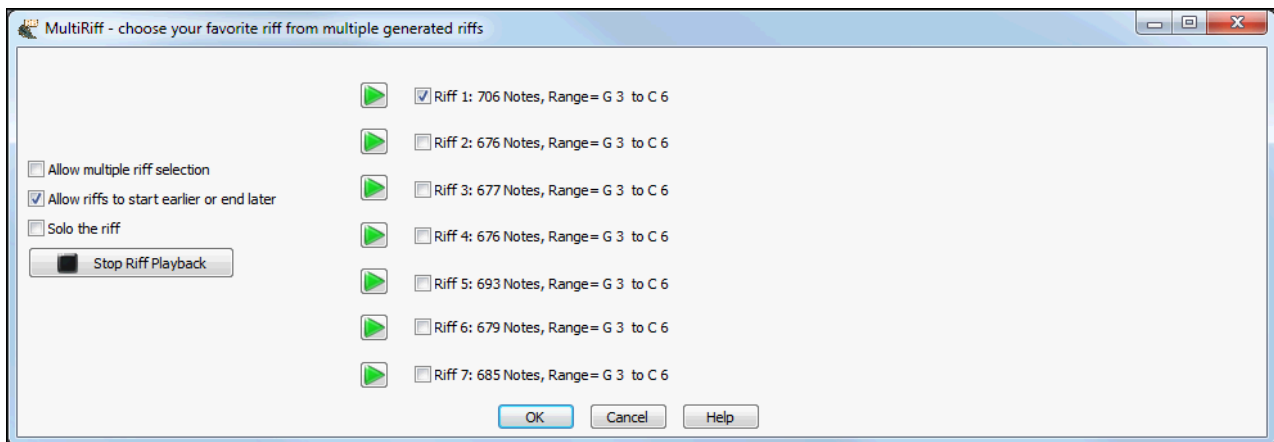 MultiRiff - choose your favorite riff from multiple generated riffs
Allow multiple riff selection
Allow riffs to start earlier or end later
Solo the riff
Stop Riff Playback
Riff 1: 706 Notes, Range= G 3 to C 6
Riff 2: 676 Notes, Range= G 3 to C 6
Riff 3: 677 Notes, Range= G 3 to C 6
Riff 4: 676 Notes, Range= G 3 to C 6
Riff 5: 693 Notes, Range= G 3 to C 6
Riff 6: 679 Notes, Range= G 3 to C 6
Riff 7: 685 Notes, Range= G 3 to C 6
OK Cancel Help